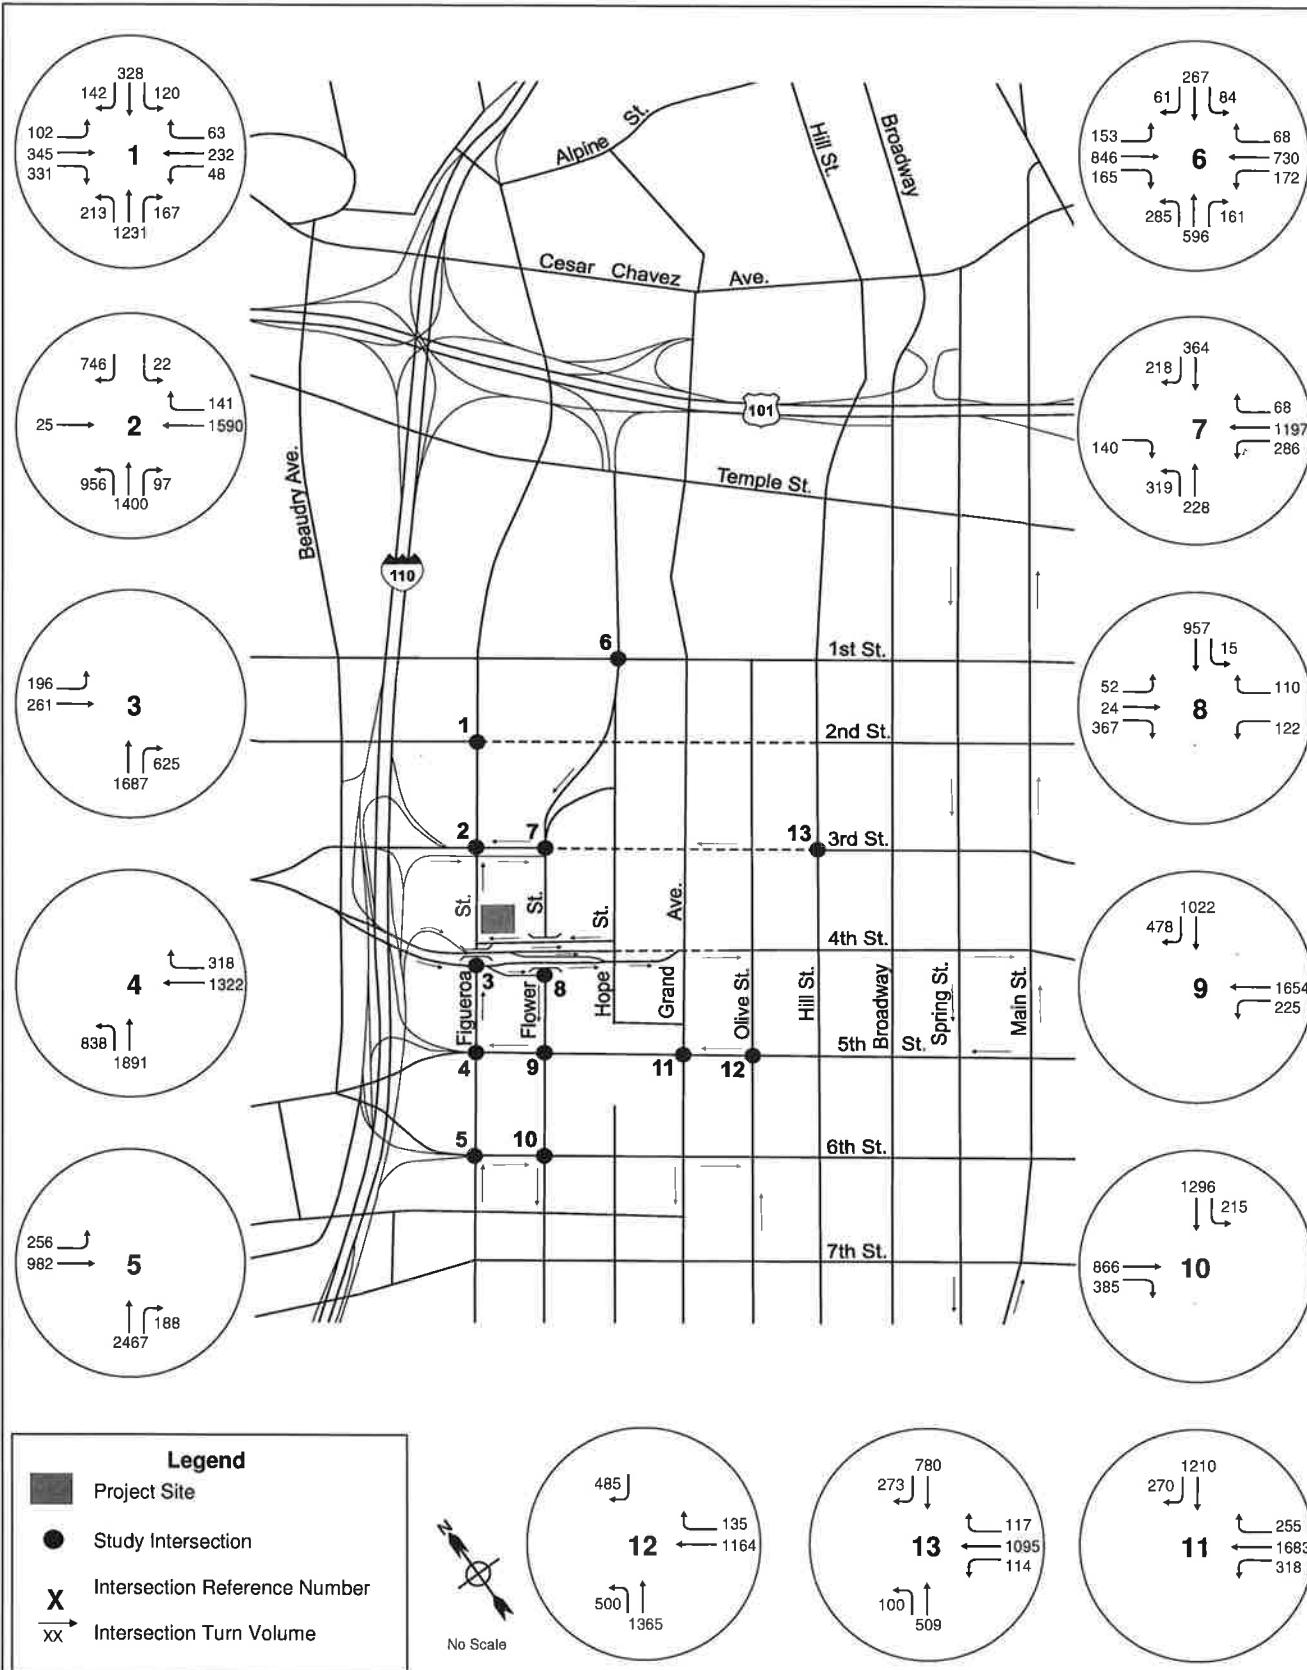 328
142 120
102 63
345 1 232
331 48
213 167
1231
746 22
141
25 2 1590
956 97
1400
196
261 3
625
1687
318
4 1322
838
1891
256
982 5
188
2467
267
61 84
153 68
846 6 730
165 172
285 161
596
364
218
68
7 1197
140 286
319
228
957
15
52 110
24 8
367 122
1022
478
9 1654
225
1296
215
866 10
385
Alpine St.
Hill St.
Broadway
Cesar Chavez Ave.
101
Temple St.
Beaudry Ave.
110
6
1st St.
1
2nd St.
2 7 13
3rd St.
St. St. St. Ave.
4th St.
3 8
Figueroa Flower Hope Grand Olive St. Hill St. Broadway Spring St. Main St.
5th St.
4 9 11 12
5 10
6th St.
7th St.
Legend
Project Site
Study Intersection
X Intersection Reference Number
XX Intersection Turn Volume
N
No Scale
485
135
12 1164
500
1365
780
273
117
13 1095
114
100
509
1210
270
255
11 1683
318